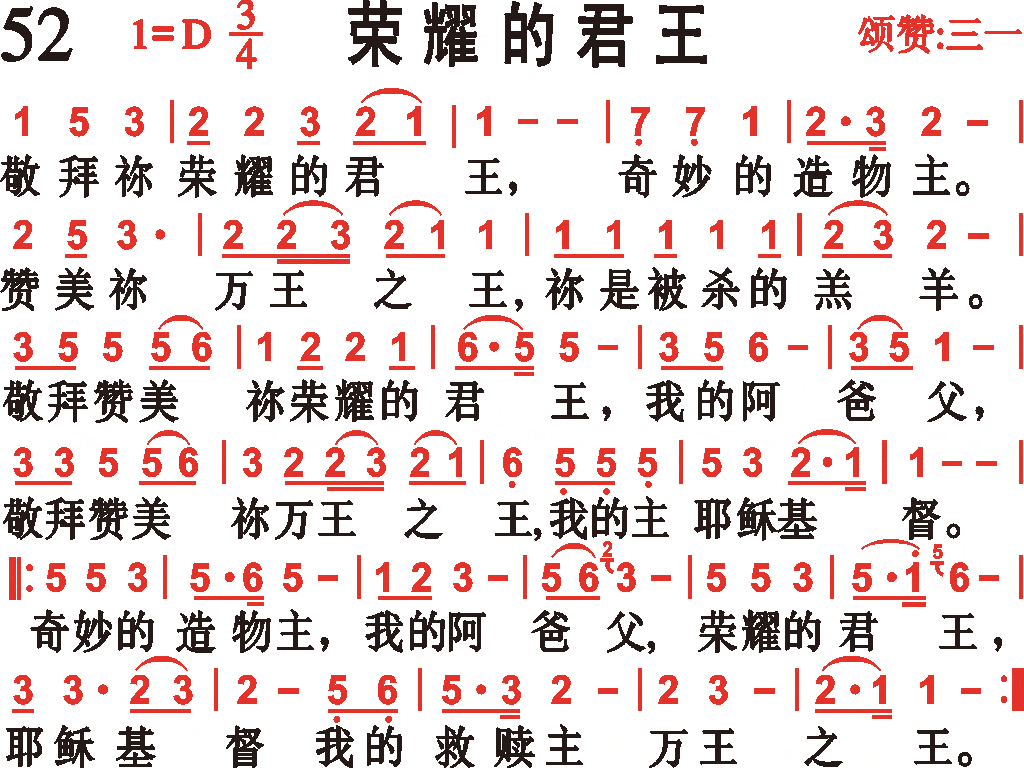 52 1=D 3/4 荣耀的君王 颂赞:三一
1 5 3 | 2 2 3 2 1 | 1 - - | 7 7 1 | 2·3 2 - |
敬拜祢荣耀的君 王， 奇妙的造物主。
2 5 3· | 2 2 3 2 1 1 | 1 1 1 1 1 | 2 3 2 - |
赞美祢 万王 之 王,祢是被杀的羔 羊。
3 5 5 5 6 | 1 2 2 1 | 6·5 5 - | 3 5 6 - | 3 5 1 - |
敬拜赞美 祢荣耀的君 王，我的阿 爸 父，
3 3 5 5 6 | 3 2 2 3 2 1 | 6 5 5 5 | 5 3 2·1 | 1 - - |
敬拜赞美 祢万王 之 王,我的主 耶稣基 督。
‖: 5 5 3 | 5·6 5 - | 1 2 3 - | 5 6 2 3 - | 5 5 3 | 5·i 5 6 - |
奇妙的造物主，我的阿 爸 父, 荣耀的君 王，
3 3· 2 3 | 2 - 5 6 | 5·3 2 - | 2 3 - | 2·1 1 - :‖
耶稣基 督 我的救赎主 万王 之 王。